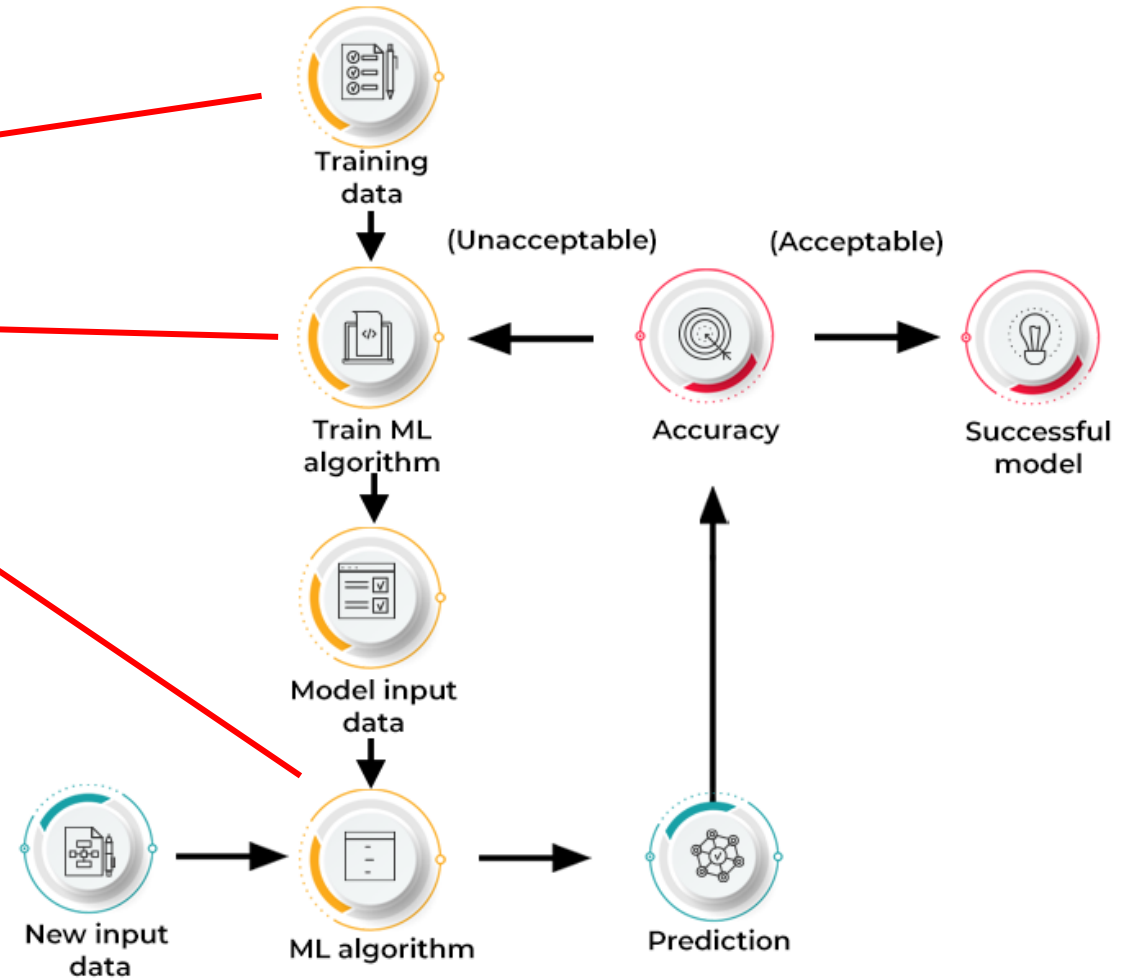 Training
data
(Unacceptable)
(Acceptable)
Train ML
algorithm
Accuracy
Successful
model
Model input
data
New input
data
ML algorithm
Prediction